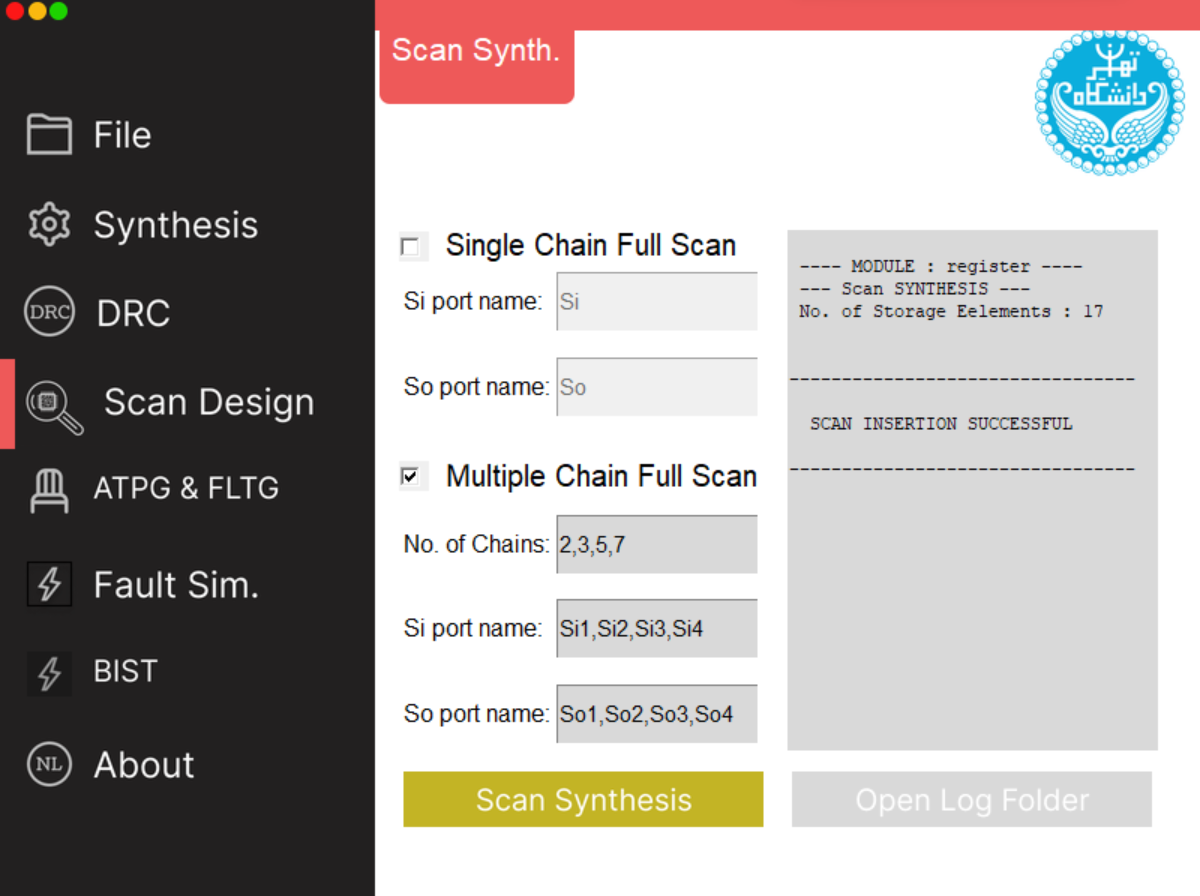 Scan Synth.
تهران
دانشگاه
File
Synthesis
DRC
DRC
Scan Design
ATPG & FLTG
Fault Sim.
BIST
NL
About
Single Chain Full Scan
Si port name: Si
So port name: So
Multiple Chain Full Scan
No. of Chains: 2,3,5,7
Si port name: Si1,Si2,Si3,Si4
So port name: So1,So2,So3,So4
Scan Synthesis
---- MODULE : register ----
--- Scan SYNTHESIS ---
No. of Storage Eelements : 17
---------------------------------
SCAN INSERTION SUCCESSFUL
---------------------------------
Open Log Folder